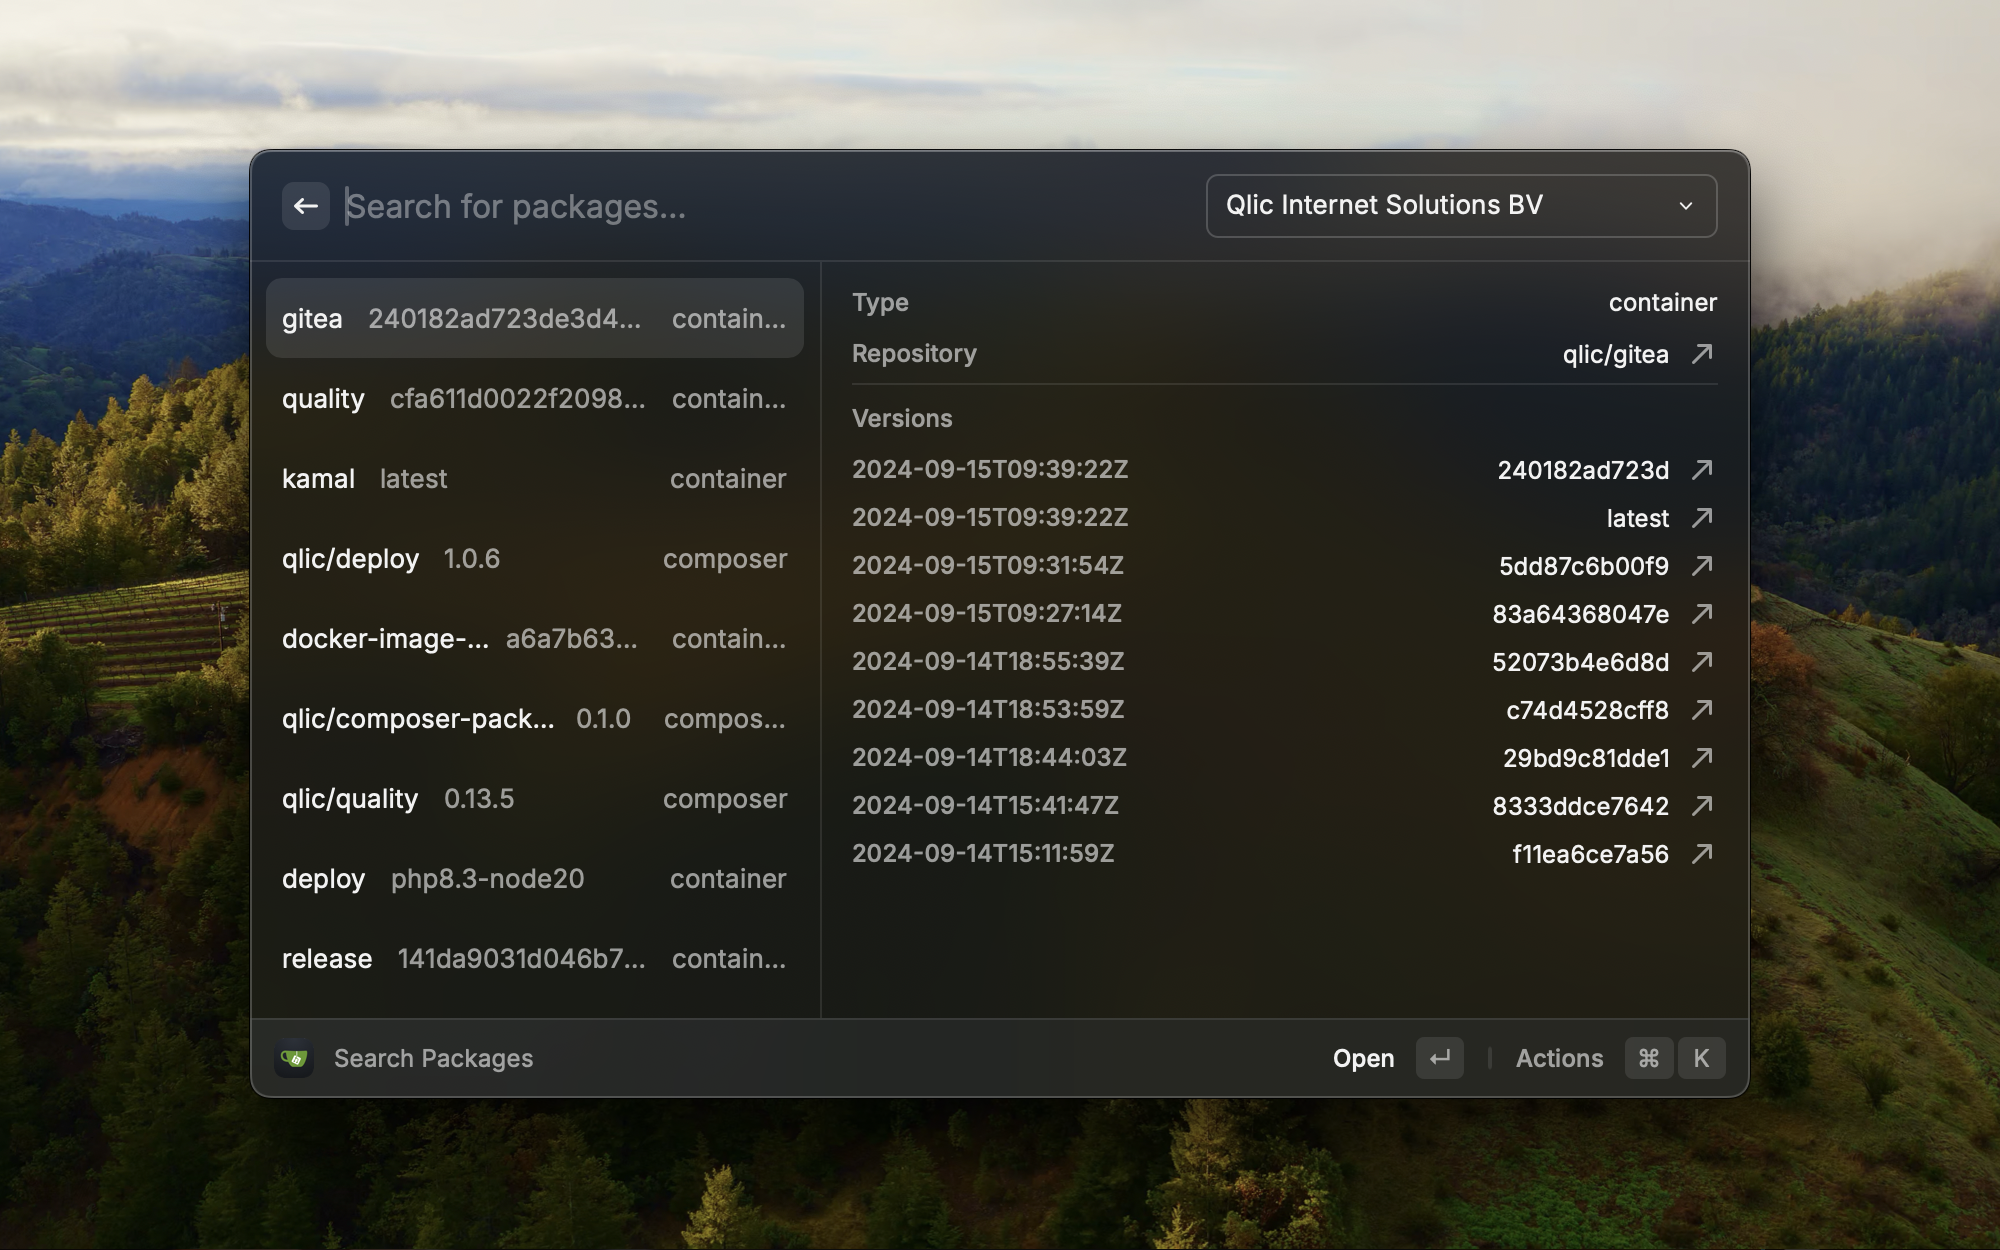 Search for packages...
Qlic Internet Solutions BV
gitea 240182ad723de3d4... contain...
quality cfa611d0022f2098... contain...
kamal latest container
qlic/deploy 1.0.6 composer
docker-image-... a6a7b63... contain...
qlic/composer-pack... 0.1.0 compos...
qlic/quality 0.13.5 composer
deploy php8.3-node20 container
release 141da9031d046b7... contain...
Type container
Repository qlic/gitea
Versions
2024-09-15T09:39:22Z 240182ad723d
2024-09-15T09:39:22Z latest
2024-09-15T09:31:54Z 5dd87c6b00f9
2024-09-15T09:27:14Z 83a64368047e
2024-09-14T18:55:39Z 52073b4e6d8d
2024-09-14T18:53:59Z c74d4528cff8
2024-09-14T18:44:03Z 29bd9c81dde1
2024-09-14T15:41:47Z 8333ddce7642
2024-09-14T15:11:59Z f11ea6ce7a56
Search Packages
Open ↵ Actions ⌘ K